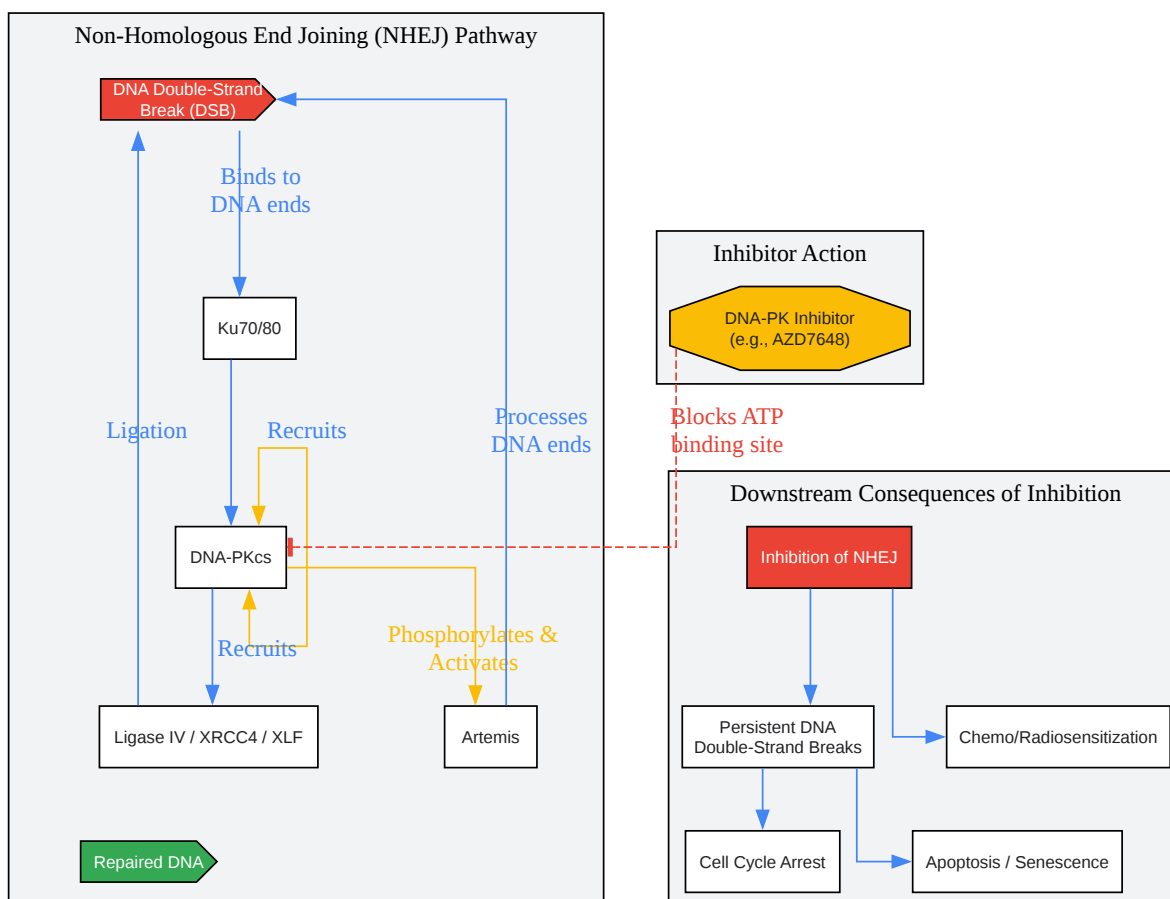 Non-Homologous End Joining (NHEJ) Pathway
DNA Double-Strand
Break (DSB)
Binds to
DNA ends
Ku70/80
Ligation
Recruits
Processes
DNA ends
DNA-PKcs
Recruits
Phosphorylates &
Activates
Ligase IV / XRCC4 / XLF
Artemis
Repaired DNA
Inhibitor Action
DNA-PK Inhibitor
(e.g., AZD7648)
Blocks ATP
binding site
Downstream Consequences of Inhibition
Inhibition of NHEJ
Persistent DNA
Double-Strand Breaks
Chemo/Radiosensitization
Cell Cycle Arrest
Apoptosis / Senescence